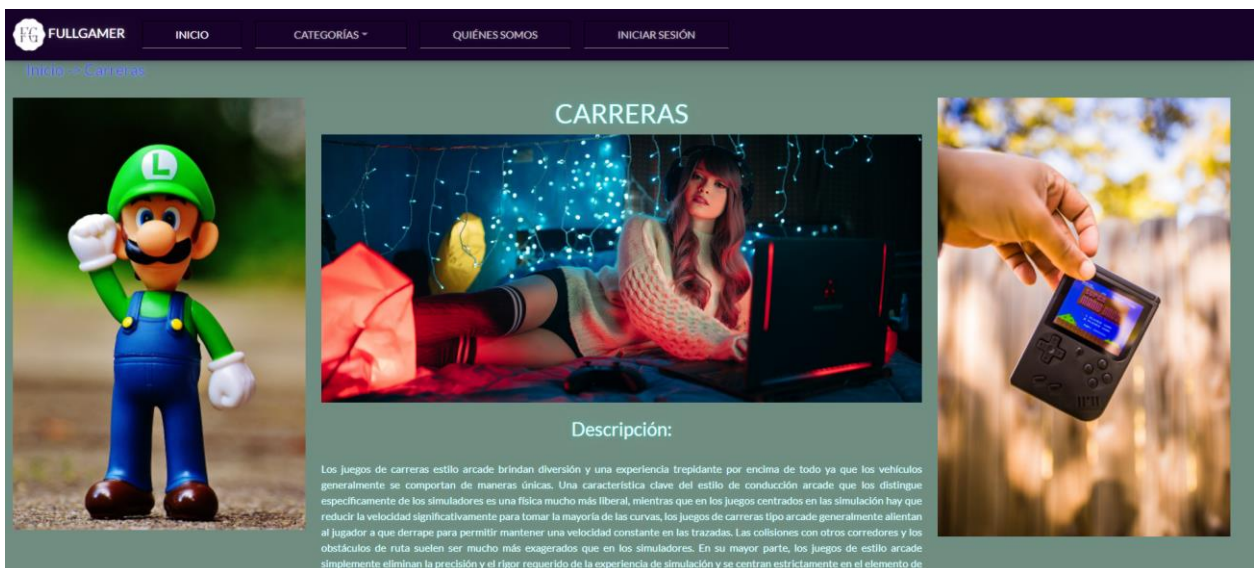 FG FULLGAMER INICIO CATEGORÍAS QUIÉNES SOMOS INICIAR SESIÓN
Inicio -> Carreras
CARRERAS
L
SUPER
Descripción:
Los juegos de carreras estilo arcade brindan diversión y una experiencia trepidante por encima de todo ya que los vehículos
generalmente se comportan de maneras únicas. Una característica clave del estilo de conducción arcade que los distingue
específicamente de los simuladores es una física mucho más liberal, mientras que en los juegos centrados en las simulación hay que
reducir la velocidad significativamente para tomar la mayoría de las curvas, los juegos de carreras tipo arcade generalmente alientan
al jugador a que derrape para permitir mantener una velocidad constante en las trazadas. Las colisiones con otros corredores y los
obstáculos de ruta suelen ser mucho más exagerados que en los simuladores. En su mayor parte, los juegos de estilo arcade
simplemente eliminan la precisión y el rigor requerido de la experiencia de simulación y se centran estrictamente en el elemento de